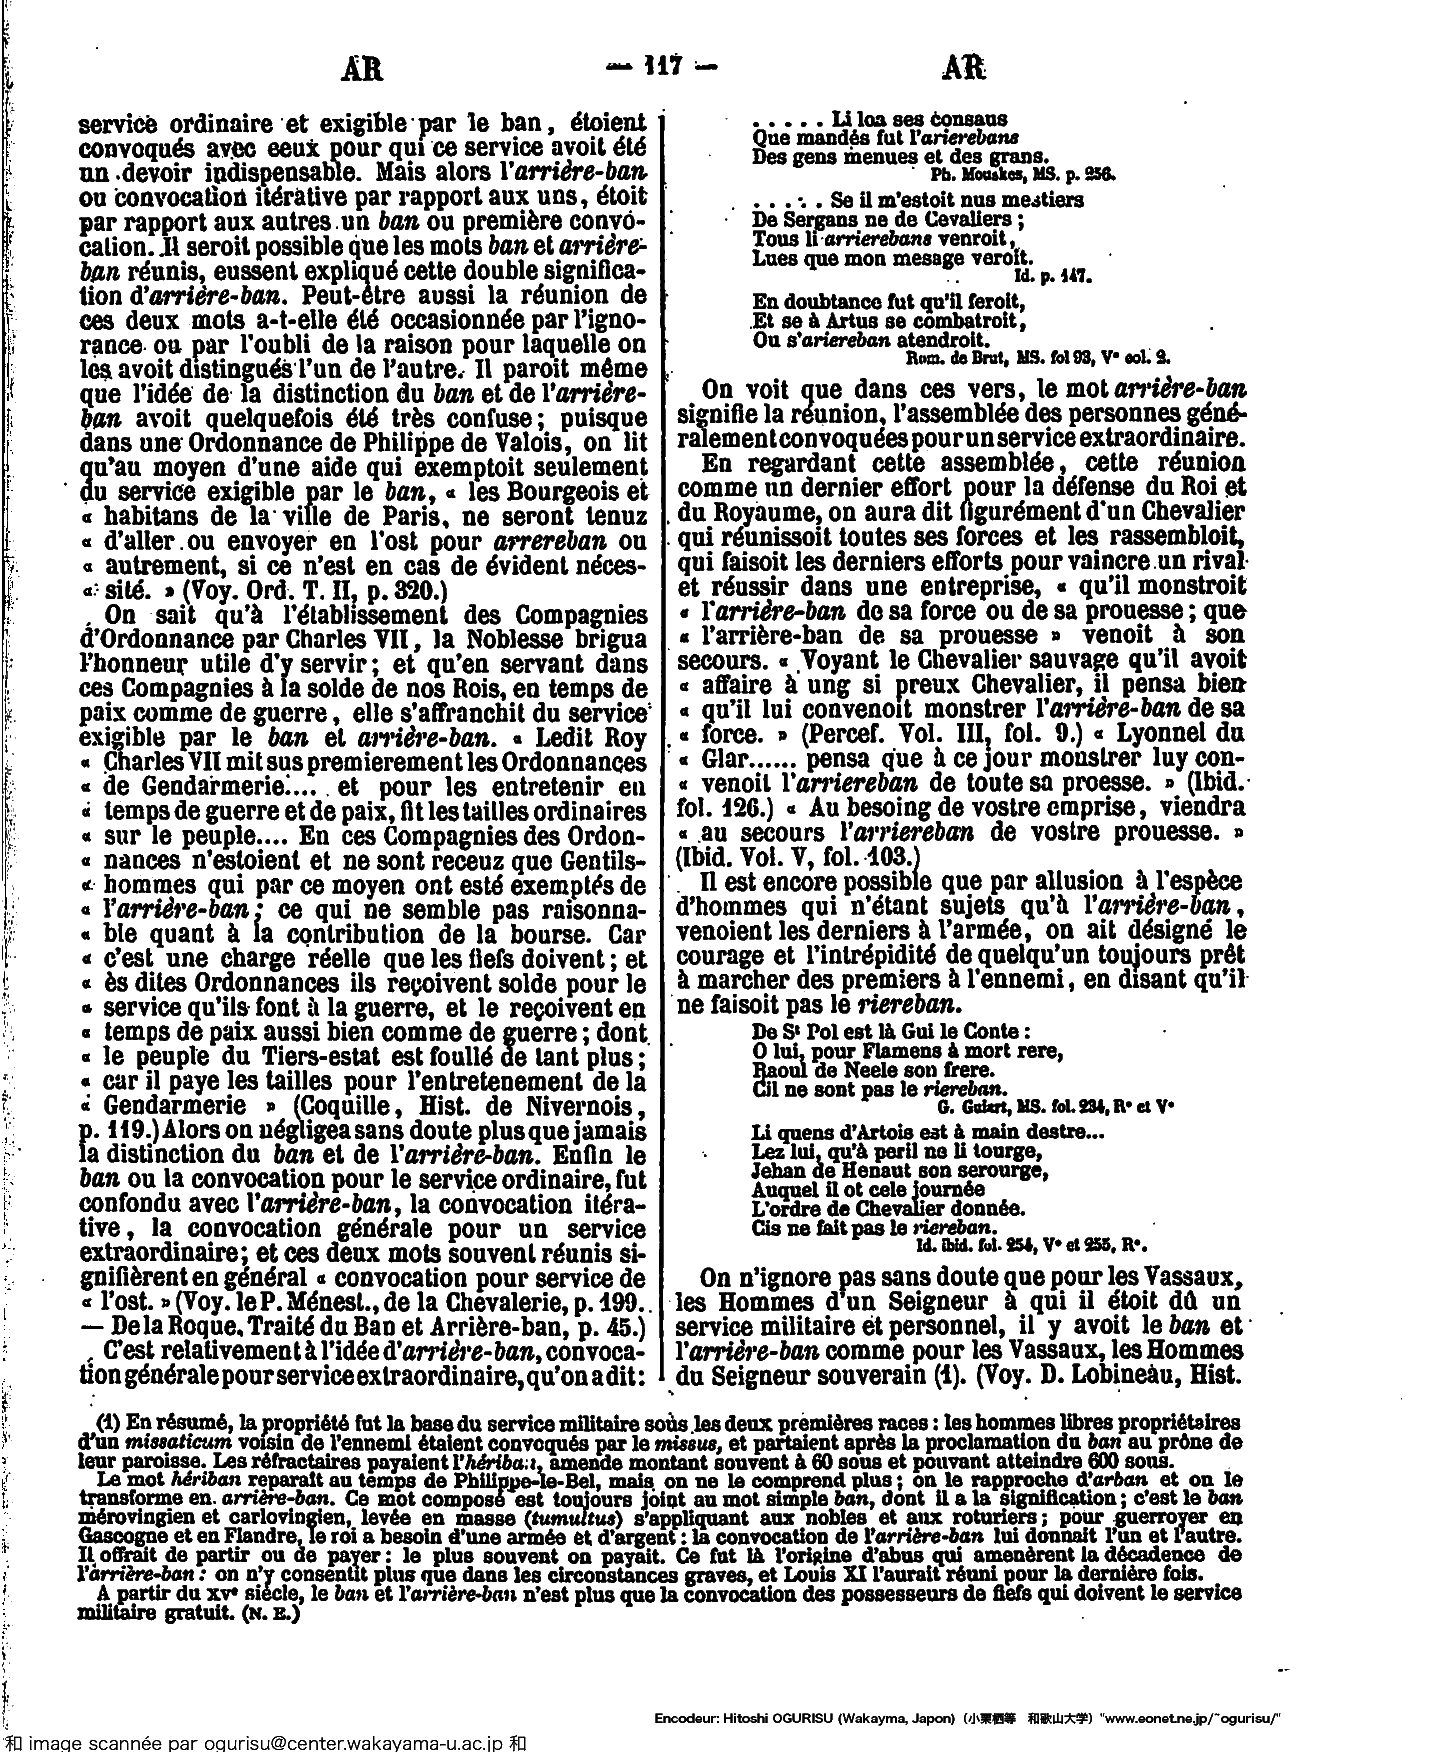 AR
— 117 —
AR
service ordinaire et exigible par le ban, étoient
convoqués avec eeux pour qui ce service avoit été
un devoir indispensable. Mais alors l'arrière-ban
ou convocation itérative par rapport aux uns, étoit
par rapport aux autres un ban ou première convo-
cation. Il seroit possible que les mots ban et arrière-
ban réunis, eussent expliqué cette double significa-
tion d'arrière-ban. Peut-être aussi la réunion de
ces deux mots a-t-elle été occasionnée par l'igno-
rance ou par l'oubli de la raison pour laquelle on
les avoit distingués l'un de l'autre. Il paroit même
que l'idée de la distinction du ban et de l'arrière-
ban avoit quelquefois été très confuse; puisque
dans une Ordonnance de Philippe de Valois, on lit
qu'au moyen d'une aide qui exemptoit seulement
du service exigible par le ban, « les Bourgeois et
« habitans de la ville de Paris, ne seront tenuz
« d'aller ou envoyer en l'ost pour arrereban ou
« autrement, si ce n'est en cas de évident néces-
« sité. » (Voy. Ord. T. II, p. 320.)
On sait qu'à l'établissement des Compagnies
d'Ordonnance par Charles VII, la Noblesse brigua
l'honneur utile d'y servir; et qu'en servant dans
ces Compagnies à la solde de nos Rois, en temps de
paix comme de guerre, elle s'affranchit du service
exigible par le ban et arrière-ban. « Ledit Roy
« Charles VII mit sus premierement les Ordonnances
« de Gendarmerie.... et pour les entretenir en
« temps de guerre et de paix, fit les tailles ordinaires
« sur le peuple.... En ces Compagnies des Ordon-
« nances n'estoient et ne sont receuz que Gentils-
« hommes qui par ce moyen ont esté exemptés de
« l'arrière-ban; ce qui ne semble pas raisonna-
« ble quant à la contribution de la bourse. Car
« c'est une charge réelle que les fiefs doivent; et
« ès dites Ordonnances ils reçoivent solde pour le
« service qu'ils font à la guerre, et le reçoivent en
« temps de paix aussi bien comme de guerre; dont
« le peuple du Tiers-estat est foullé de tant plus;
« car il paye les tailles pour l'entretenement de la
« Gendarmerie » (Coquille, Hist. de Nivernois,
p. 119.) Alors on négligea sans doute plus que jamais
la distinction du ban et de l'arrière-ban. Enfin le
ban ou la convocation pour le service ordinaire, fut
confondu avec l'arrière-ban, la convocation itéra-
tive, la convocation générale pour un service
extraordinaire; et ces deux mots souvent réunis si-
gnifièrent en général « convocation pour service de
« l'ost. » (Voy. le P. Ménest., de la Chevalerie, p. 199.
— De la Roque, Traité du Ban et Arrière-ban, p. 45.)
C'est relativement à l'idée d'arrière-ban, convoca-
tion générale pour service extraordinaire, qu'on a dit:
. . . . . Li loa ses consaus
Que mandés fut l'arierebans
Des gens menues et des grans.
Ph. Mouskes, MS. p. 256.
. . . . . Se il m'estoit nus mestiers
De Sergans ne de Cevaliers;
Tous li arrierebans venroit,
Lues que mon mesage veroit.
Id. p. 147.
En doubtance fut qu'il feroit,
Et se à Artus se combatroit,
Ou s'ariereban atendroit.
Rom. de Brut, MS. fol 93, V° col. 2.
On voit que dans ces vers, le mot arrière-ban
signifie la réunion, l'assemblée des personnes géné-
ralement convoquées pour un service extraordinaire.
En regardant cette assemblée, cette réunion
comme un dernier effort pour la défense du Roi et
du Royaume, on aura dit figurément d'un Chevalier
qui réunissoit toutes ses forces et les rassembloit,
qui faisoit les derniers efforts pour vaincre un rival
et réussir dans une entreprise, « qu'il monstroit
« l'arrière-ban de sa force ou de sa prouesse; que
« l'arrière-ban de sa prouesse » venoit à son
secours. « Voyant le Chevalier sauvage qu'il avoit
« affaire à ung si preux Chevalier, il pensa bien
« qu'il lui convenoit monstrer l'arrière-ban de sa
« force. » (Percef. Vol. III, fol. 9.) « Lyonnel du
« Glar...... pensa que à ce jour monstrer luy con-
« venoit l'arriereban de toute sa proesse. » (Ibid.
fol. 126.) « Au besoing de vostre emprise, viendra
« au secours l'arriereban de vostre prouesse. »
(Ibid. Vol. V, fol. 103.)
Il est encore possible que par allusion à l'espèce
d'hommes qui n'étant sujets qu'à l'arrière-ban,
venoient les derniers à l'armée, on ait désigné le
courage et l'intrépidité de quelqu'un toujours prêt
à marcher des premiers à l'ennemi, en disant qu'il
ne faisoit pas le riereban.
De St Pol est là Gui le Conte :
O lui, pour Flamens à mort rere,
Raoul de Neele son frere.
Cil ne sont pas le riereban.
G. Guiart, MS. fol. 234, R° et V°
Li quens d'Artois est à main destre...
Lez lui, qu'à peril ne li tourge,
Jehan de Henaut son serourge,
Auquel il ot cele journée
L'ordre de Chevalier donnée.
Cis ne fait pas le riereban.
Id. ibid. fol. 254, V° et 255, R°.
On n'ignore pas sans doute que pour les Vassaux,
les Hommes d'un Seigneur à qui il étoit dû un
service militaire et personnel, il y avoit le ban et
l'arrière-ban comme pour les Vassaux, les Hommes
du Seigneur souverain (1). (Voy. D. Lobineau, Hist.
(1) En résumé, la propriété fut la base du service militaire sous les deux premières races : les hommes libres propriétaires
d'un missaticum voisin de l'ennemi étaient convoqués par le missus, et partaient après la proclamation du ban au prône de
leur paroisse. Les réfractaires payaient l'hériban, amende montant souvent à 60 sous et pouvant atteindre 600 sous.
Le mot hériban reparaît au temps de Philippe-le-Bel, mais on ne le comprend plus; on le rapproche d'arban et on le
transforme en arrière-ban. Ce mot composé est toujours joint au mot simple ban, dont il a la signification; c'est le ban
mérovingien et carlovingien, levée en masse (tumultus) s'appliquant aux nobles et aux roturiers; pour guerroyer en
Gascogne et en Flandre, le roi a besoin d'une armée et d'argent : la convocation de l'arrière-ban lui donnait l'un et l'autre.
Il offrait de partir ou de payer : le plus souvent on payait. Ce fut là l'origine d'abus qui amenèrent la décadence de
l'arrière-ban : on n'y consentit plus que dans les circonstances graves, et Louis XI l'aurait réuni pour la dernière fois.
A partir du XVe siècle, le ban et l'arrière-ban n'est plus que la convocation des possesseurs de fiefs qui doivent le service
militaire gratuit. (N. E.)
Encodeur: Hitoshi OGURISU (Wakayma, Japon) (小栗栖等 和歌山大学) "www.eonet.ne.jp/~ogurisu/"
和 image scannée par ogurisu@center.wakayama-u.ac.jp 和